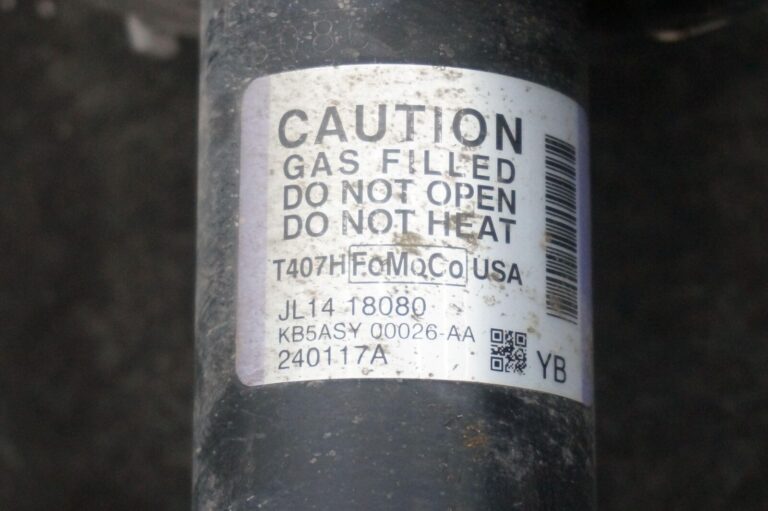 CAUTION
GAS FILLED
DO NOT OPEN
DO NOT HEAT
T407H FoMoCo USA
JL14 18080
KB5ASY 00026-AA
240117A
YB